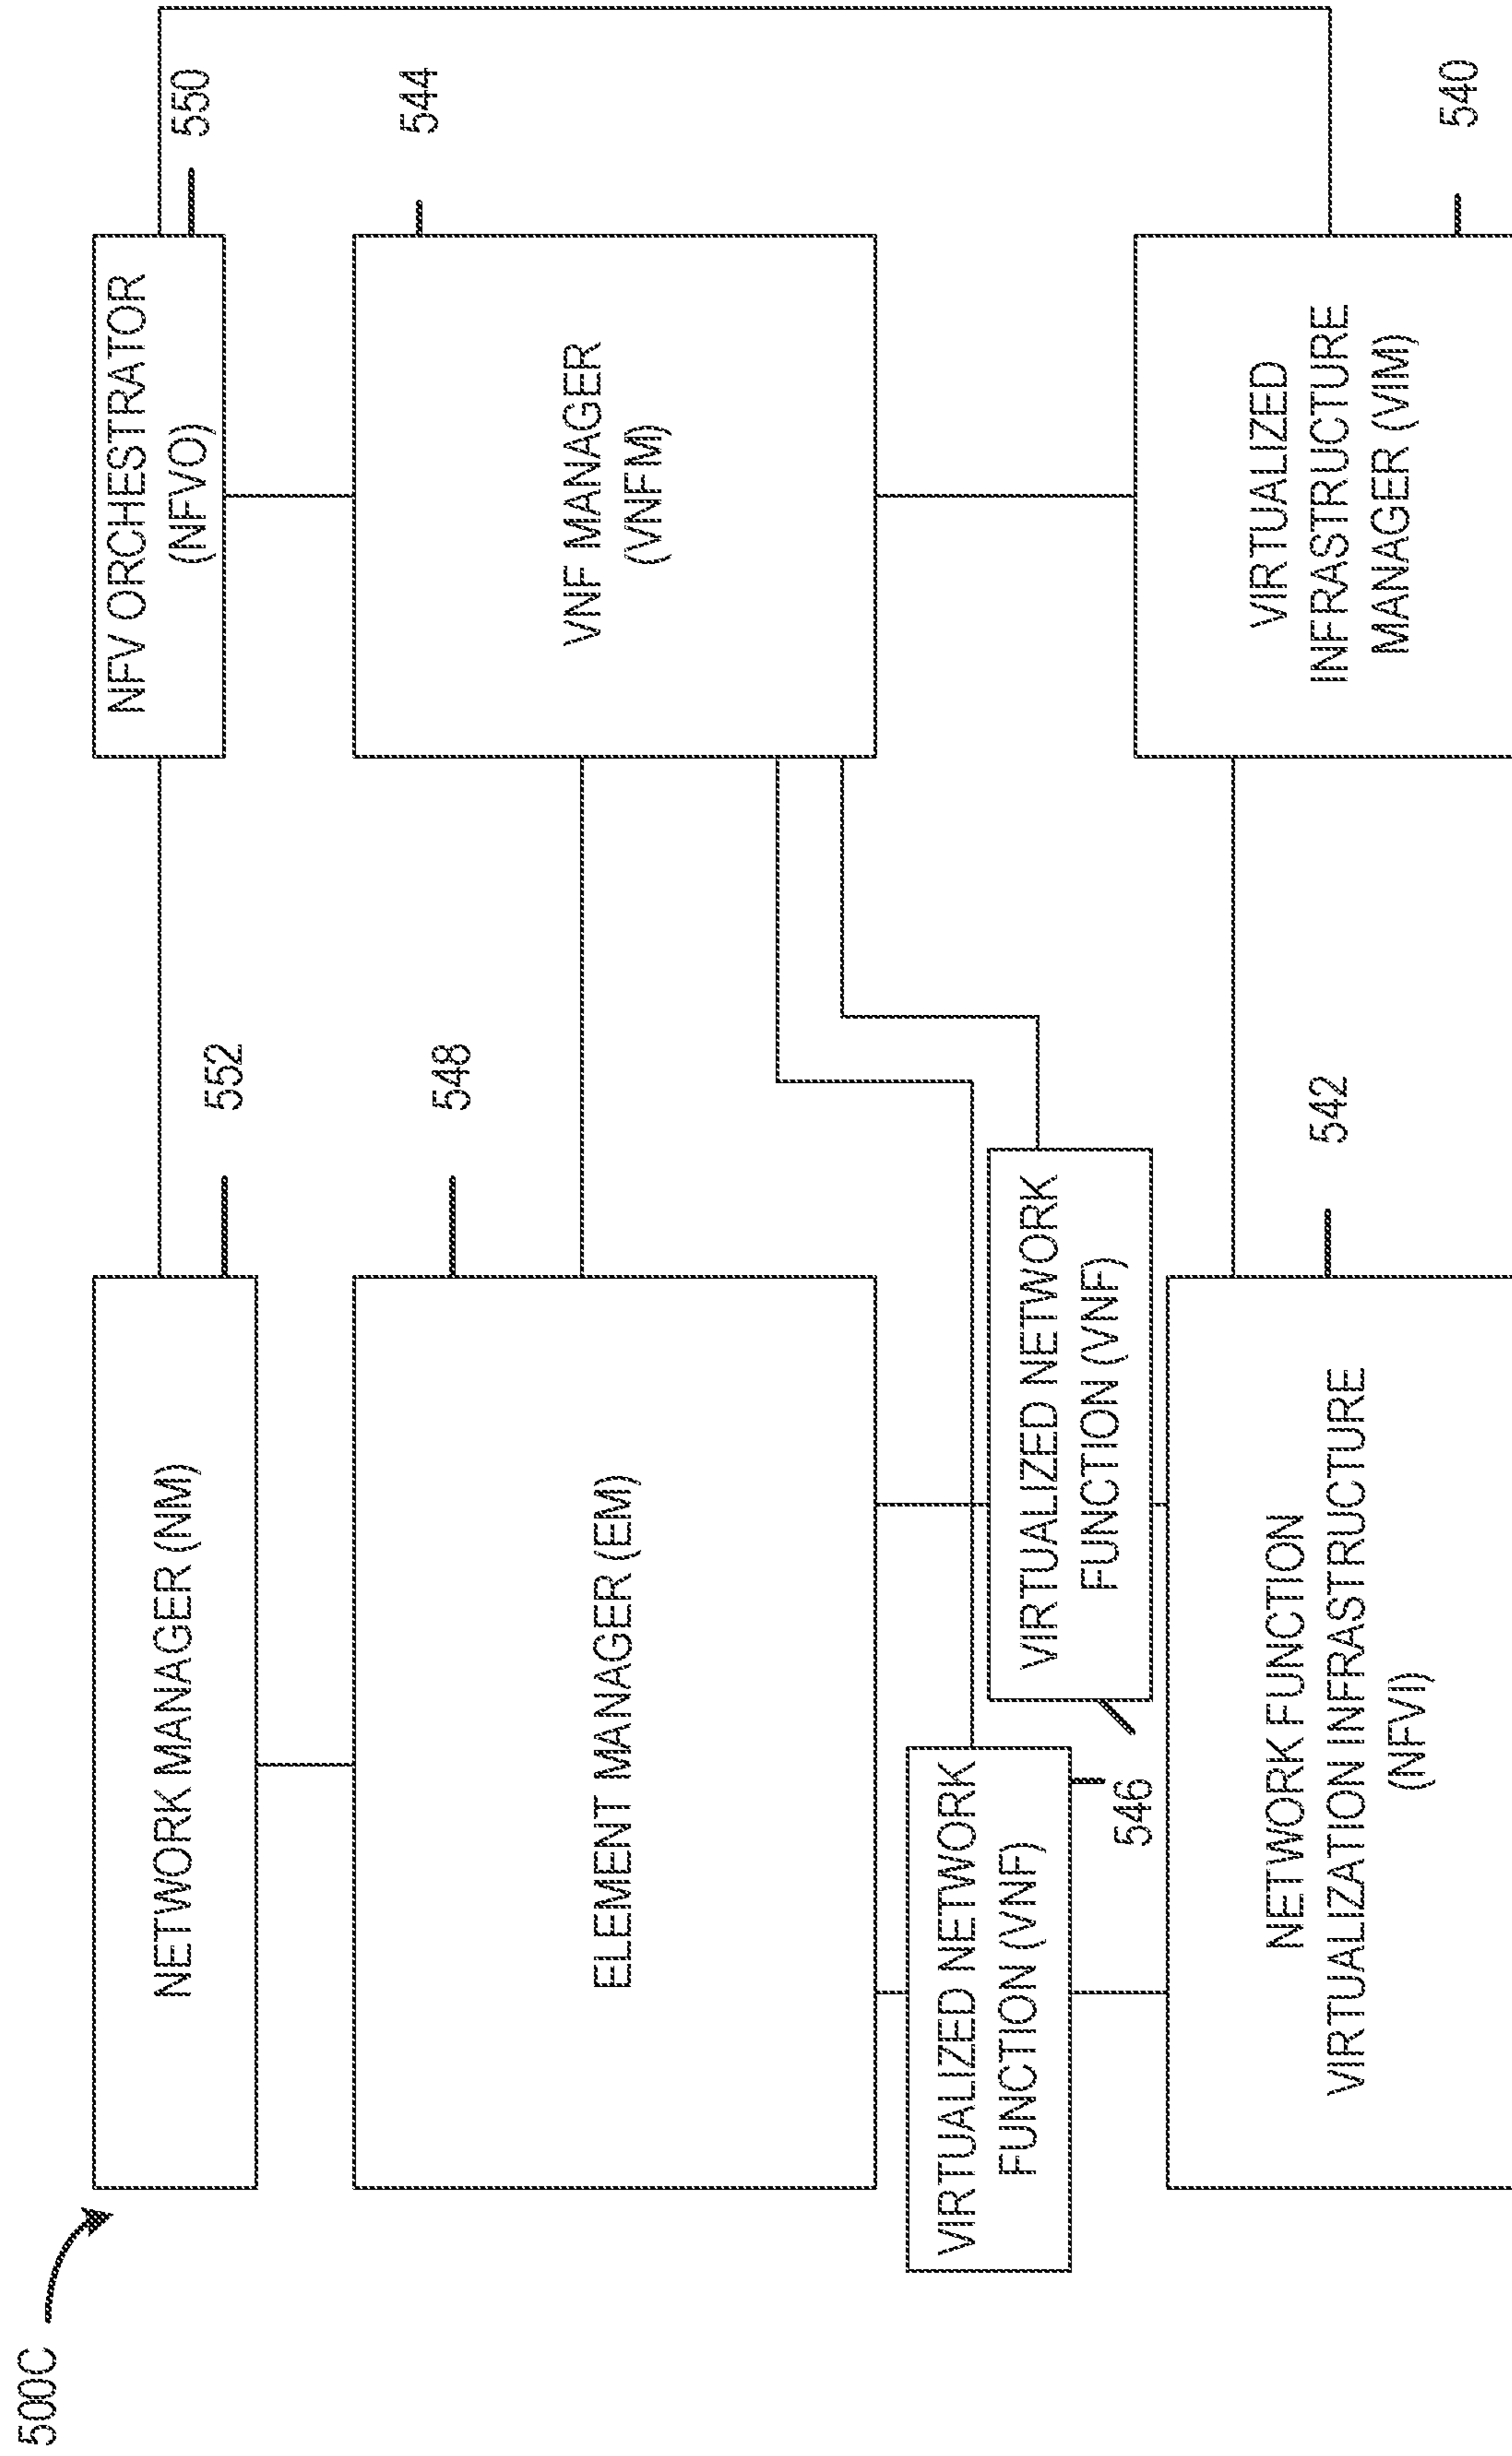 500C
NETWORK MANAGER (NM)
552
NFV ORCHESTRATOR
(NFVO)
550
ELEMENT MANAGER (EM)
548
VNF MANAGER
(VNFM)
544
VIRTUALIZED NETWORK
FUNCTION (VNF)
VIRTUALIZED NETWORK
FUNCTION (VNF)
546
NETWORK FUNCTION
VIRTUALIZATION INFRASTRUCTURE
(NFVI)
542
VIRTUALIZED
INFRASTRUCTURE
MANAGER (VIM)
540